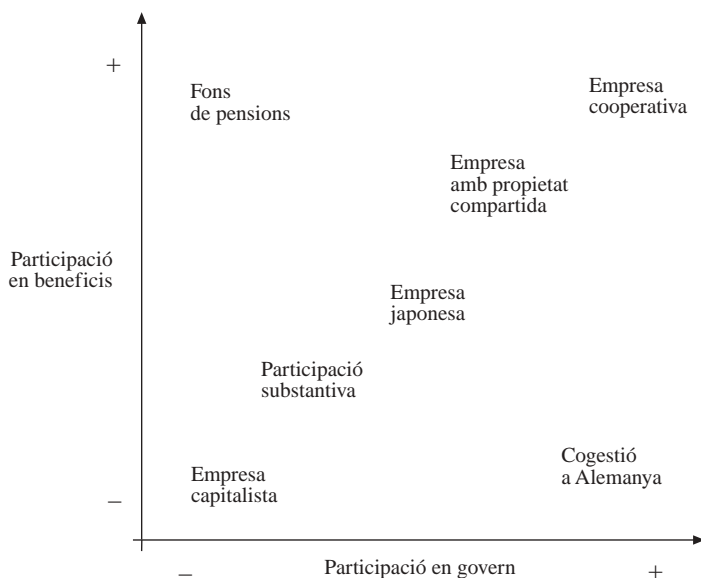 +
Fons
de pensions
Empresa
cooperativa
Empresa
amb propietat
compartida
Participació
en beneficis
Empresa
japonesa
Participació
substantiva
Cogestió
a Alemanya
Empresa
capitalista
–
–
Participació en govern
+